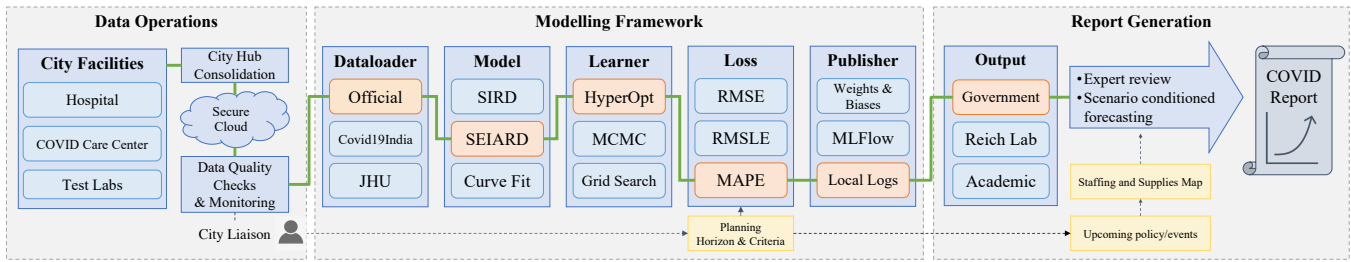 Data Operations
City Facilities
Hospital
COVID Care Center
Test Labs
City Hub
Consolidation
Secure
Cloud
Data Quality
Checks
& Monitoring
City Liaison
Modelling Framework
Dataloader
Official
Covid19India
JHU
Model
SIRD
SEIARD
Curve Fit
Learner
HyperOpt
MCMC
Grid Search
Loss
RMSE
RMSLE
MAPE
Planning
Horizon & Criteria
Publisher
Weights &
Biases
MLFlow
Local Logs
Report Generation
Output
Government
Reich Lab
Academic
•Expert review
•Scenario conditioned
forecasting
Staffing and Supplies Map
Upcoming policy/events
COVID
Report